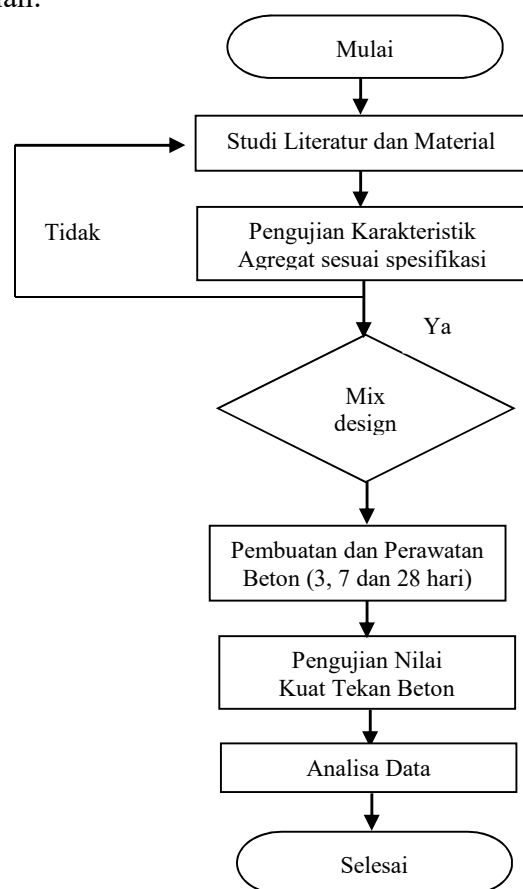 Mulai
Studi Literatur dan Material
Tidak
Pengujian Karakteristik
Agregat sesuai spesifikasi
Ya
Mix
design
Pembuatan dan Perawatan
Beton (3, 7 dan 28 hari)
Pengujian Nilai
Kuat Tekan Beton
Analisa Data
Selesai